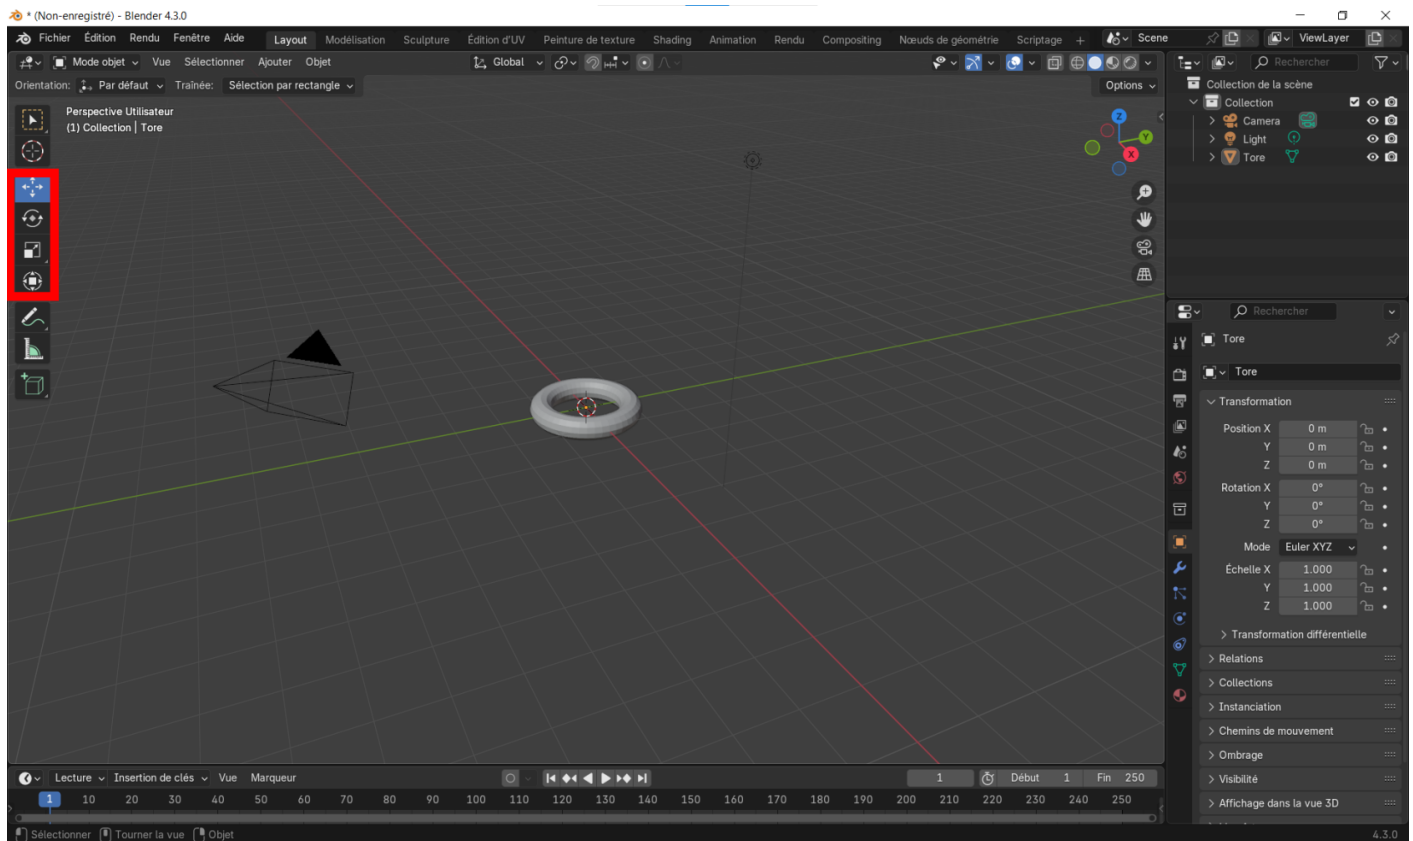 * (Non-enregistré) - Blender 4.3.0
Fichier Édition Rendu Fenêtre Aide Layout Modélisation Sculpture Édition d'UV Peinture de texture Shading Animation Rendu Compositing Nœuds de géométrie Scriptage + Scene ViewLayer
Mode objet Vue Sélectionner Ajouter Objet Global Rechercher
Orientation: Par défaut Traînée: Sélection par rectangle Options
Collection de la scène
Perspective Utilisateur
(1) Collection | Tore
Z
Y
X
Collection
Camera
Light
Tore
Rechercher
Tore
Tore
Transformation
Position X 0 m
Y 0 m
Z 0 m
Rotation X 0°
Y 0°
Z 0°
Mode Euler XYZ
Échelle X 1.000
Y 1.000
Z 1.000
Transformation différentielle
Relations
Collections
Instanciation
Chemins de mouvement
Ombrage
Visibilité
Affichage dans la vue 3D
Lecture Insertion de clés Vue Marqueur 1 Début 1 Fin 250
1 10 20 30 40 50 60 70 80 90 100 110 120 130 140 150 160 170 180 190 200 210 220 230 240 250
Sélectionner Tourner la vue Objet 4.3.0